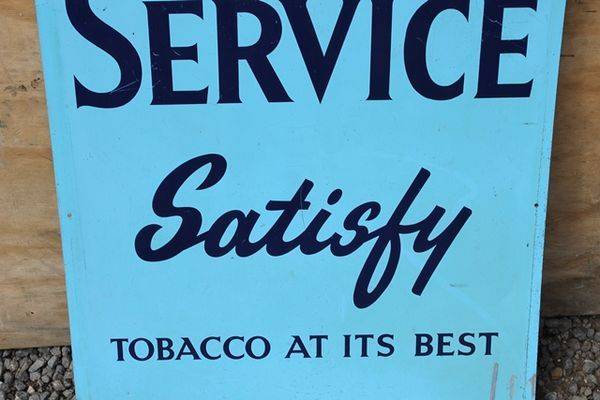 SERVICE
Satisfy
TOBACCO AT ITS BEST